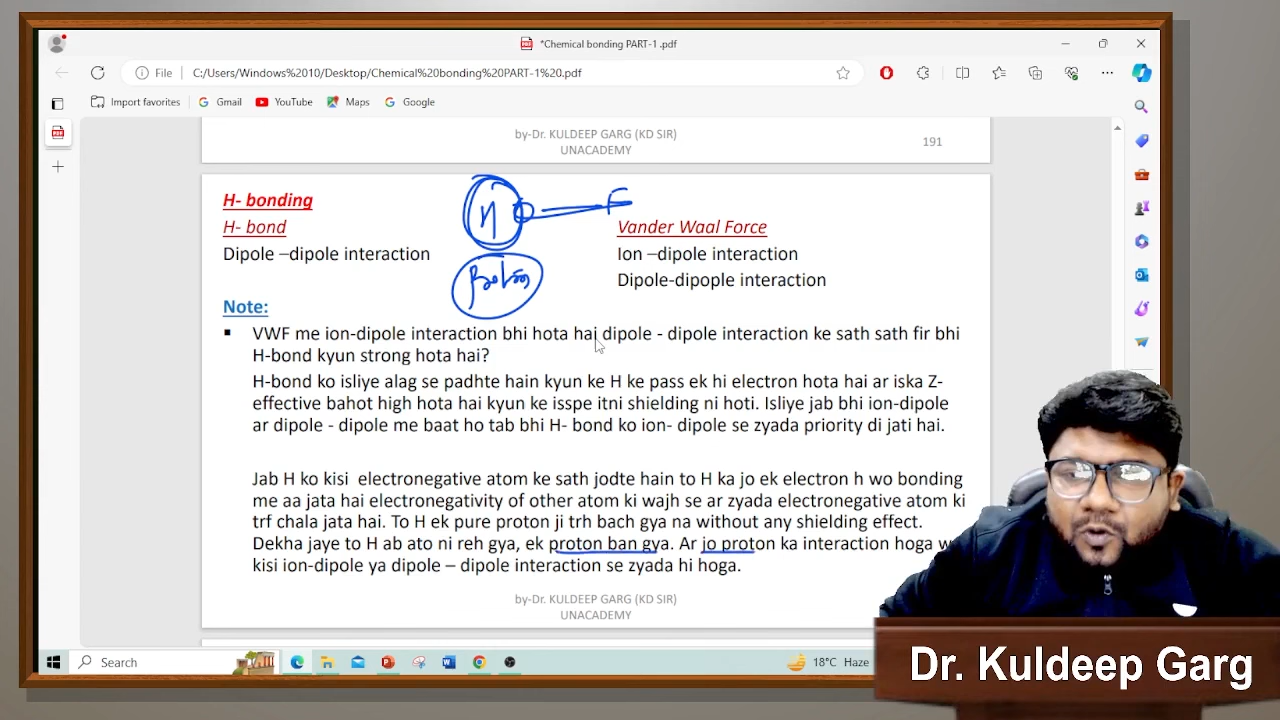 *Chemical bonding PART-1 .pdf
File C:/Users/Windows%2010/Desktop/Chemical%20bonding%20PART-1%20.pdf
Import favorites Gmail YouTube Maps Google
by-Dr. KULDEEP GARG (KD SIR)
UNACADEMY
191
H- bonding
H- bond
Dipole –dipole interaction
H F
Proton
Vander Waal Force
Ion –dipole interaction
Dipole-dipople interaction
Note:
VWF me ion-dipole interaction bhi hota hai dipole - dipole interaction ke sath sath fir bhi
H-bond kyun strong hota hai?
H-bond ko isliye alag se padhte hain kyun ke H ke pass ek hi electron hota hai ar iska Z-
effective bahot high hota hai kyun ke isspe itni shielding ni hoti. Isliye jab bhi ion-dipole
ar dipole - dipole me baat ho tab bhi H- bond ko ion- dipole se zyada priority di jati hai.
Jab H ko kisi electronegative atom ke sath jodte hain to H ka jo ek electron h wo bonding
me aa jata hai electronegativity of other atom ki wajh se ar zyada electronegative atom ki
trf chala jata hai. To H ek pure proton ji trh bach gya na without any shielding effect.
Dekha jaye to H ab ato ni reh gya, ek proton ban gya. Ar jo proton ka interaction hoga
kisi ion-dipole ya dipole – dipole interaction se zyada hi hoga.
by-Dr. KULDEEP GARG (KD SIR)
UNACADEMY
Search
18°C Haze
Dr. Kuldeep Garg